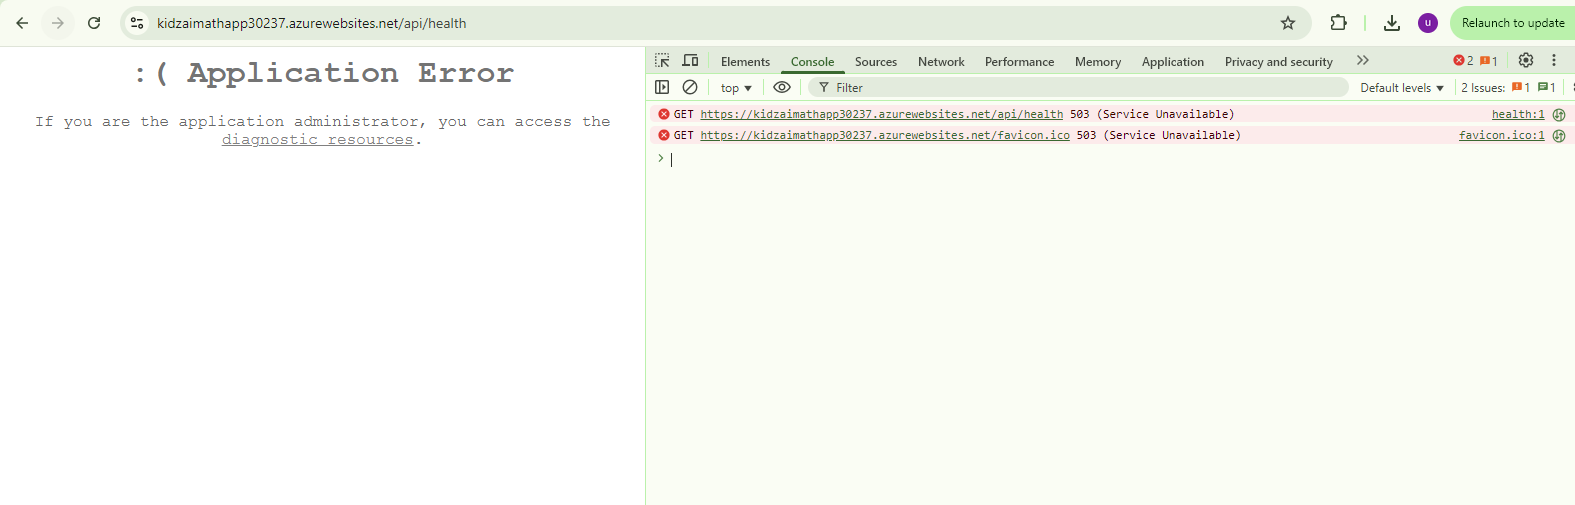 kidzaimathapp30237.azurewebsites.net/api/health
u
Relaunch to update
:( Application Error
If you are the application administrator, you can access the
diagnostic resources.
Elements Console Sources Network Performance Memory Application Privacy and security 2 1
top Filter Default levels 2 Issues: 1 1
GET https://kidzaimathapp30237.azurewebsites.net/api/health 503 (Service Unavailable) health:1
GET https://kidzaimathapp30237.azurewebsites.net/favicon.ico 503 (Service Unavailable) favicon.ico:1